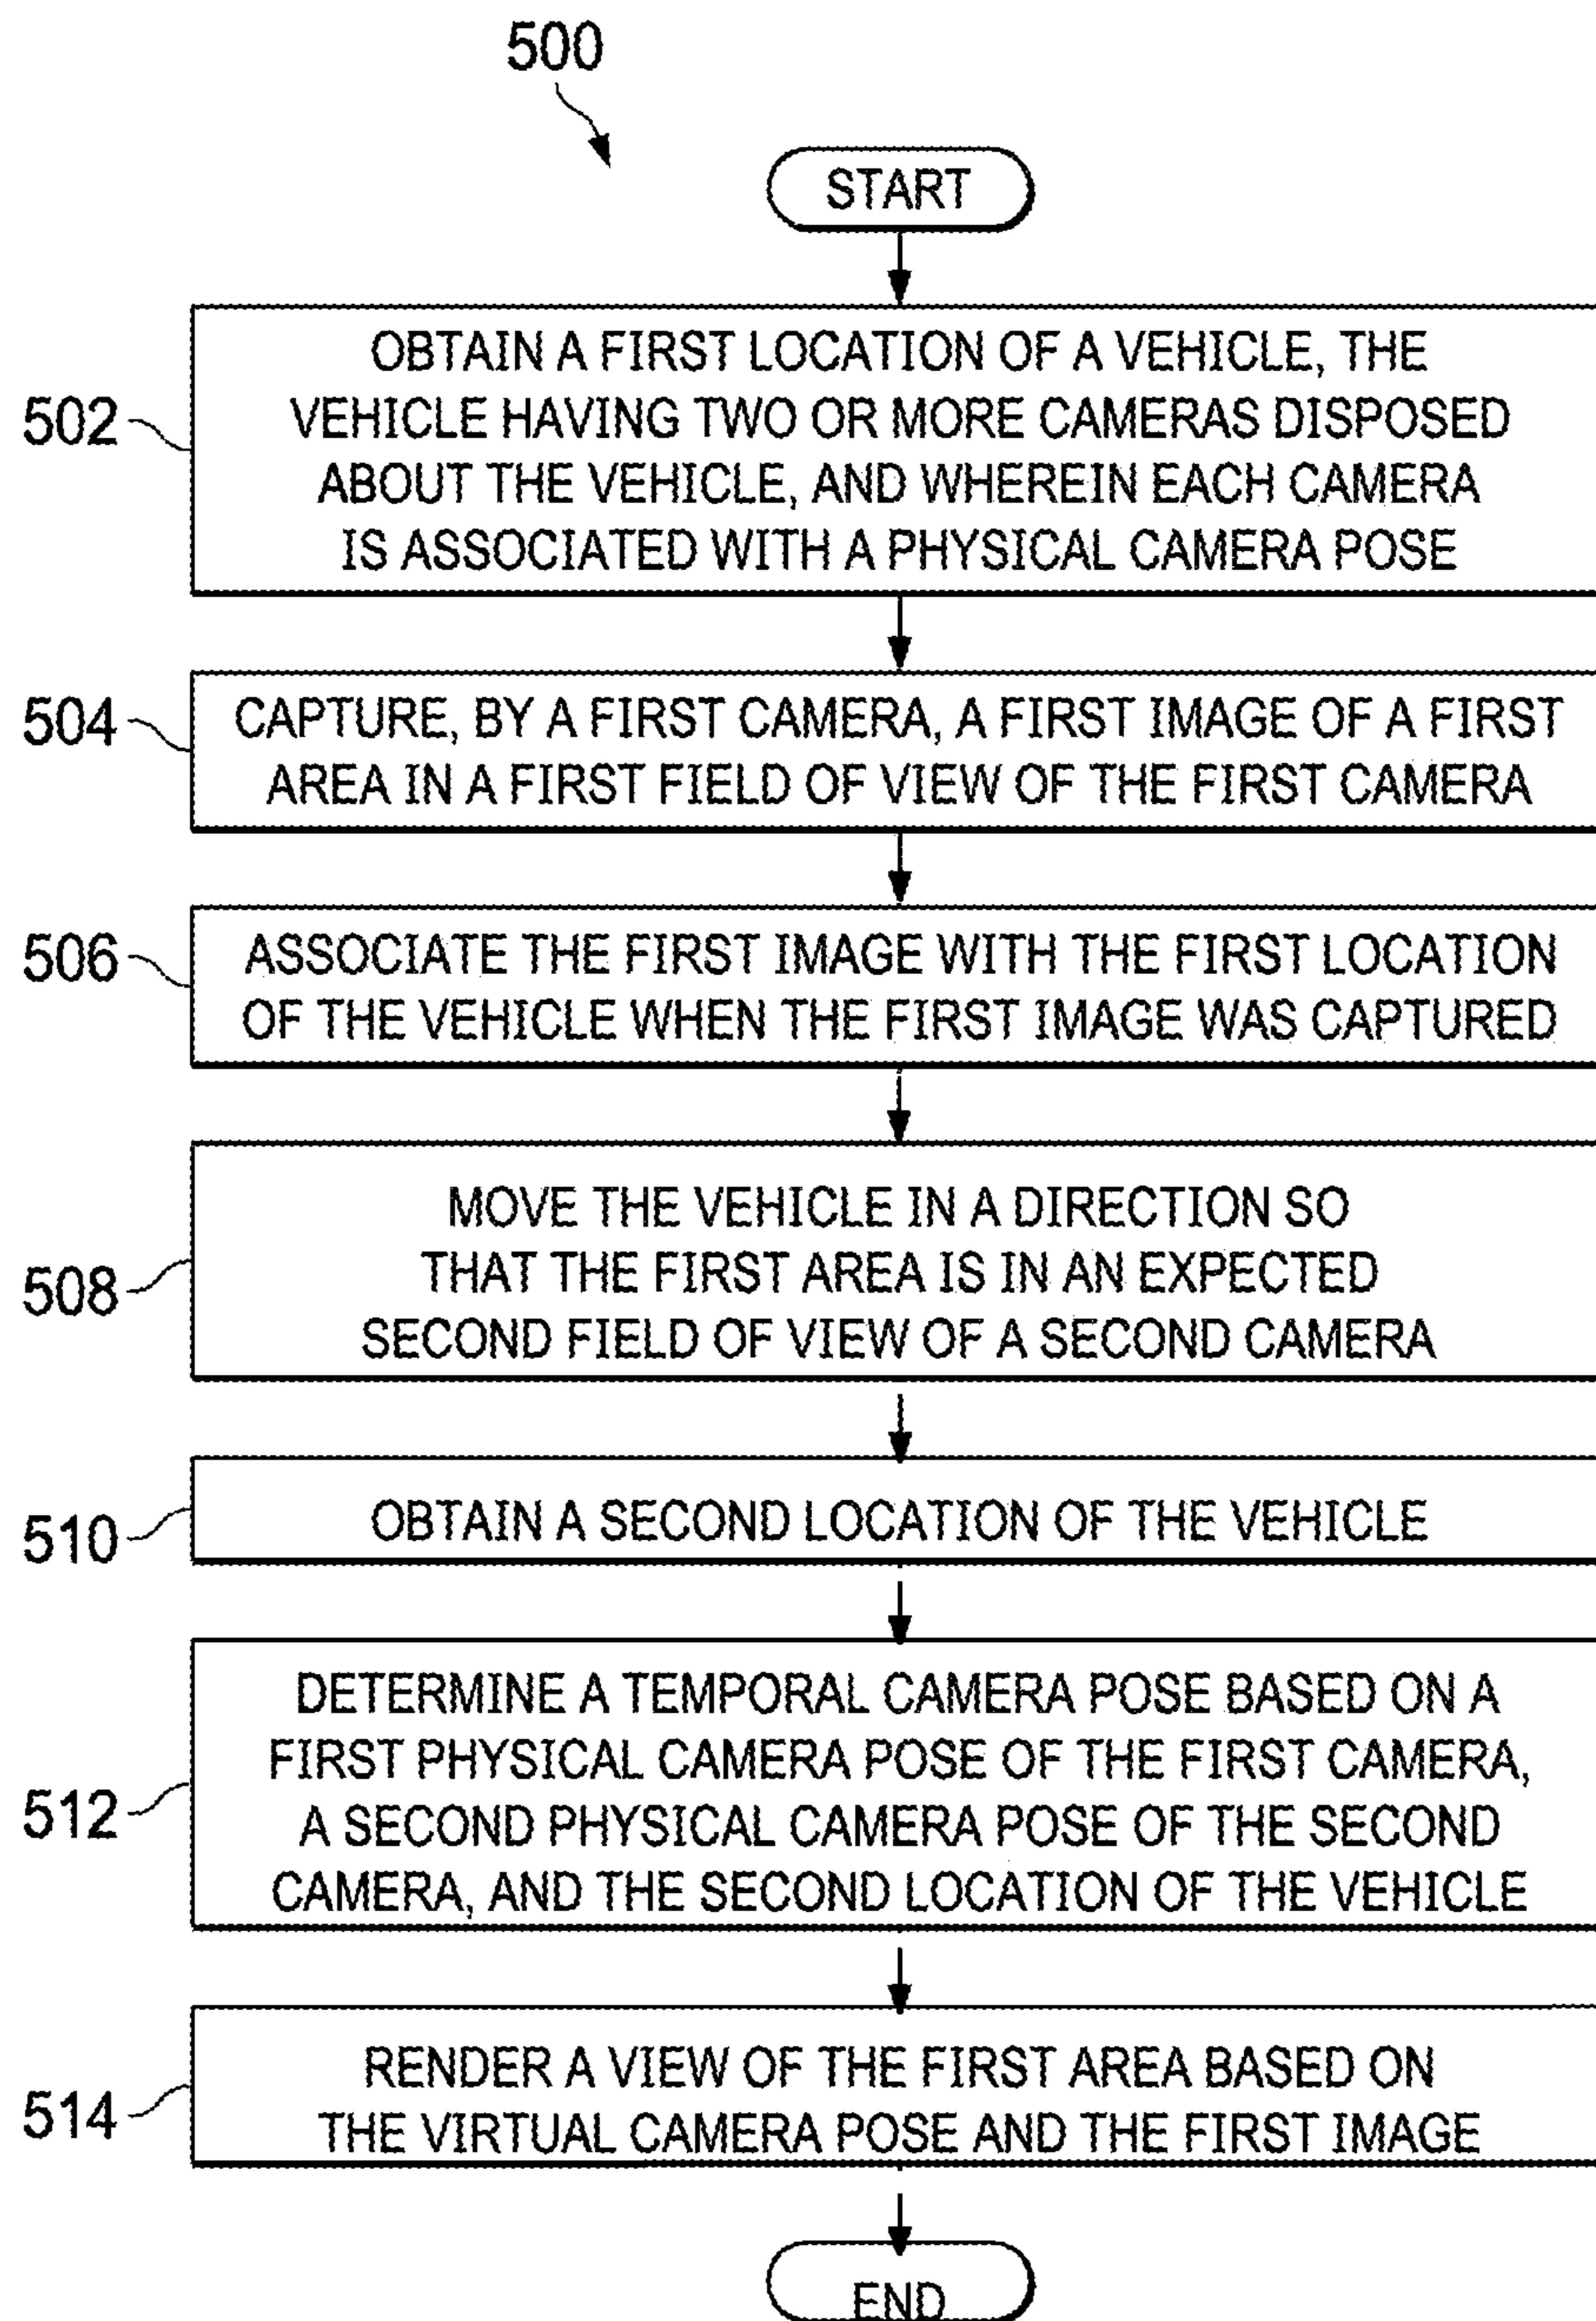 500
START
502
OBTAIN A FIRST LOCATION OF A VEHICLE, THE
VEHICLE HAVING TWO OR MORE CAMERAS DISPOSED
ABOUT THE VEHICLE, AND WHEREIN EACH CAMERA
IS ASSOCIATED WITH A PHYSICAL CAMERA POSE
504
CAPTURE, BY A FIRST CAMERA, A FIRST IMAGE OF A FIRST
AREA IN A FIRST FIELD OF VIEW OF THE FIRST CAMERA
506
ASSOCIATE THE FIRST IMAGE WITH THE FIRST LOCATION
OF THE VEHICLE WHEN THE FIRST IMAGE WAS CAPTURED
508
MOVE THE VEHICLE IN A DIRECTION SO
THAT THE FIRST AREA IS IN AN EXPECTED
SECOND FIELD OF VIEW OF A SECOND CAMERA
510
OBTAIN A SECOND LOCATION OF THE VEHICLE
512
DETERMINE A TEMPORAL CAMERA POSE BASED ON A
FIRST PHYSICAL CAMERA POSE OF THE FIRST CAMERA,
A SECOND PHYSICAL CAMERA POSE OF THE SECOND
CAMERA, AND THE SECOND LOCATION OF THE VEHICLE
514
RENDER A VIEW OF THE FIRST AREA BASED ON
THE VIRTUAL CAMERA POSE AND THE FIRST IMAGE
END